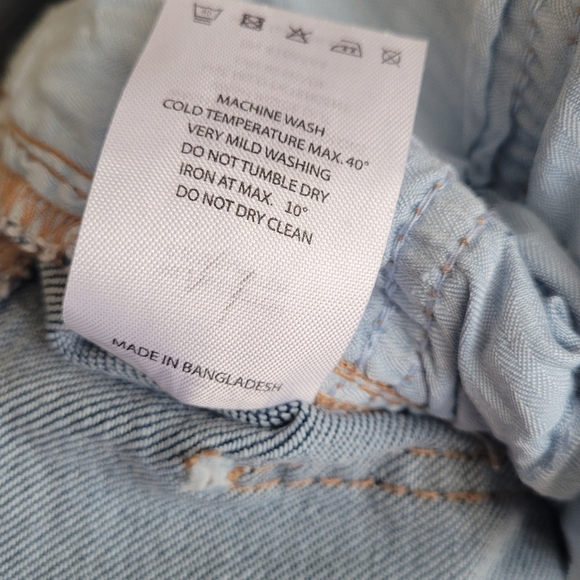 MACHINE WASH
COLD TEMPERATURE MAX. 40°
VERY MILD WASHING
DO NOT TUMBLE DRY
IRON AT MAX. 10°
DO NOT DRY CLEAN
MADE IN BANGLADESH